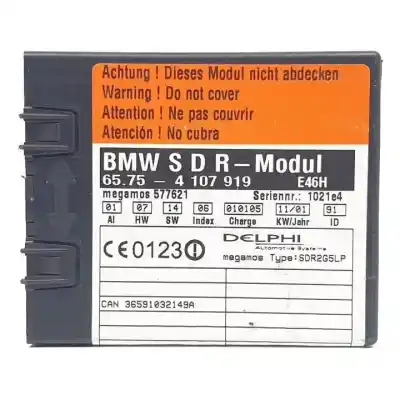 Achtung ! Dieses Modul nicht abdecken
Warning ! Do not cover
Attention ! Ne pas couvrir
Atención ! No cubra
BMW S D R – Modul
65.75 – 4 107 919 E46H
megamos 577621 Seriennr.: 1021e4
01 07 14 06 010105 11/01 91
AI HW SW Index Charge KW/Jahr ID
CE0123 !
DELPHI
Automotive Systems
megamos Type: SDR2G5LP
CAN 36591032149A